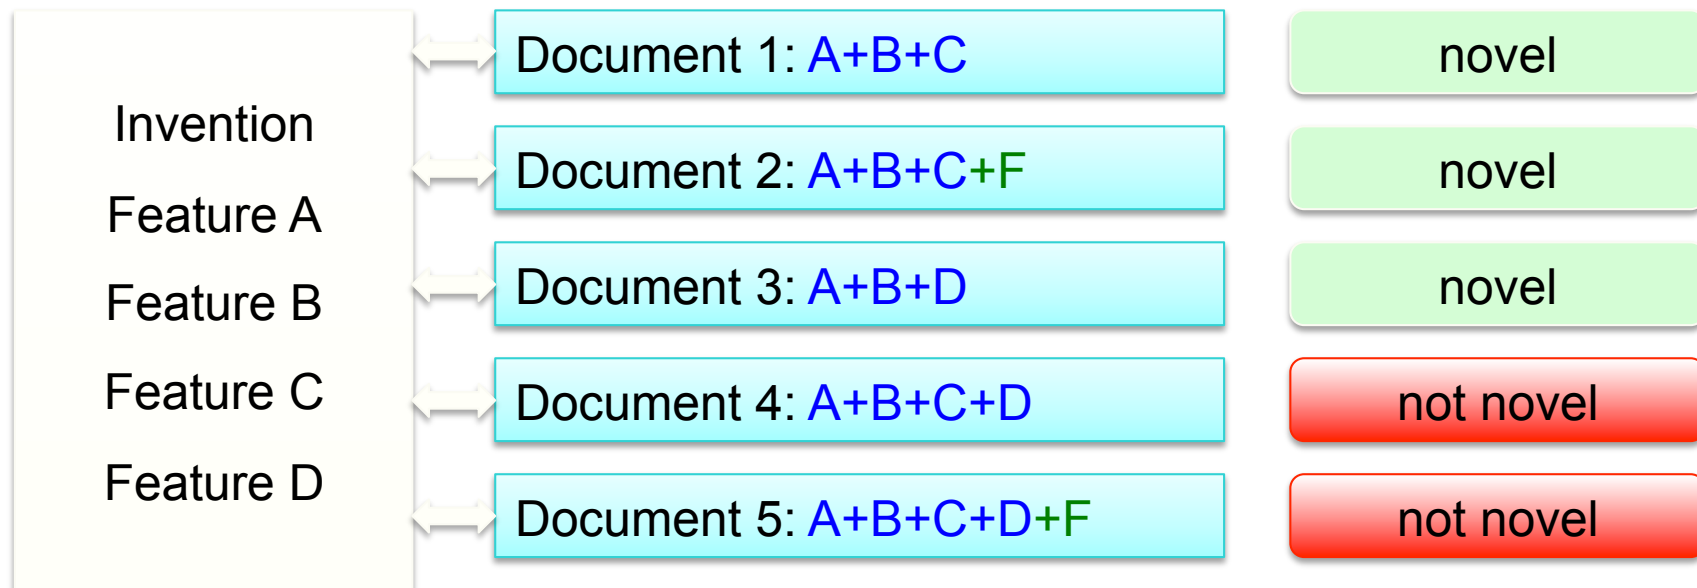 Invention
Feature A
Feature B
Feature C
Feature D
Document 1: A+B+C
novel
Document 2: A+B+C+F
novel
Document 3: A+B+D
novel
Document 4: A+B+C+D
not novel
Document 5: A+B+C+D+F
not novel